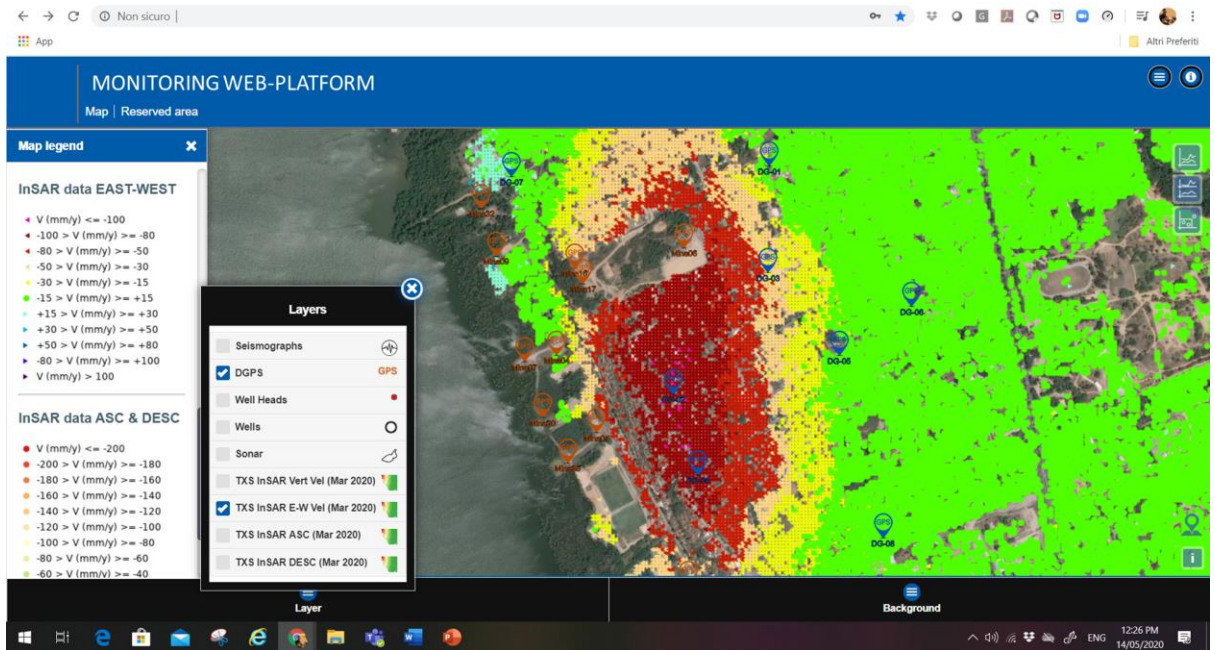 Non sicuro
App
Altri Preferiti
MONITORING WEB-PLATFORM
Map | Reserved area
Map legend
InSAR data EAST-WEST
V (mm/y) <= -100
-100 > V (mm/y) >= -80
-80 > V (mm/y) >= -50
-50 > V (mm/y) >= -30
-30 > V (mm/y) >= -15
-15 > V (mm/y) >= +15
+15 > V (mm/y) >= +30
+30 > V (mm/y) >= +50
+50 > V (mm/y) >= +80
-80 > V (mm/y) >= +100
V (mm/y) > 100
InSAR data ASC & DESC
V (mm/y) <= -200
-200 > V (mm/y) >= -180
-180 > V (mm/y) >= -160
-160 > V (mm/y) >= -140
-140 > V (mm/y) >= -120
-120 > V (mm/y) >= -100
-100 > V (mm/y) >= -80
-80 > V (mm/y) >= -60
-60 > V (mm/y) >= -40
Layers
Seismographs
DGPS GPS
Well Heads
Wells
Sonar
TXS InSAR Vert Vel (Mar 2020)
TXS InSAR E-W Vel (Mar 2020)
TXS InSAR ASC (Mar 2020)
TXS InSAR DESC (Mar 2020)
GPS
DG-07
GPS
DG-01
Mina09
Mina06
DG-03
DG-05
GPS
DG-08
Layer
Background
ENG
12:26 PM
14/05/2020